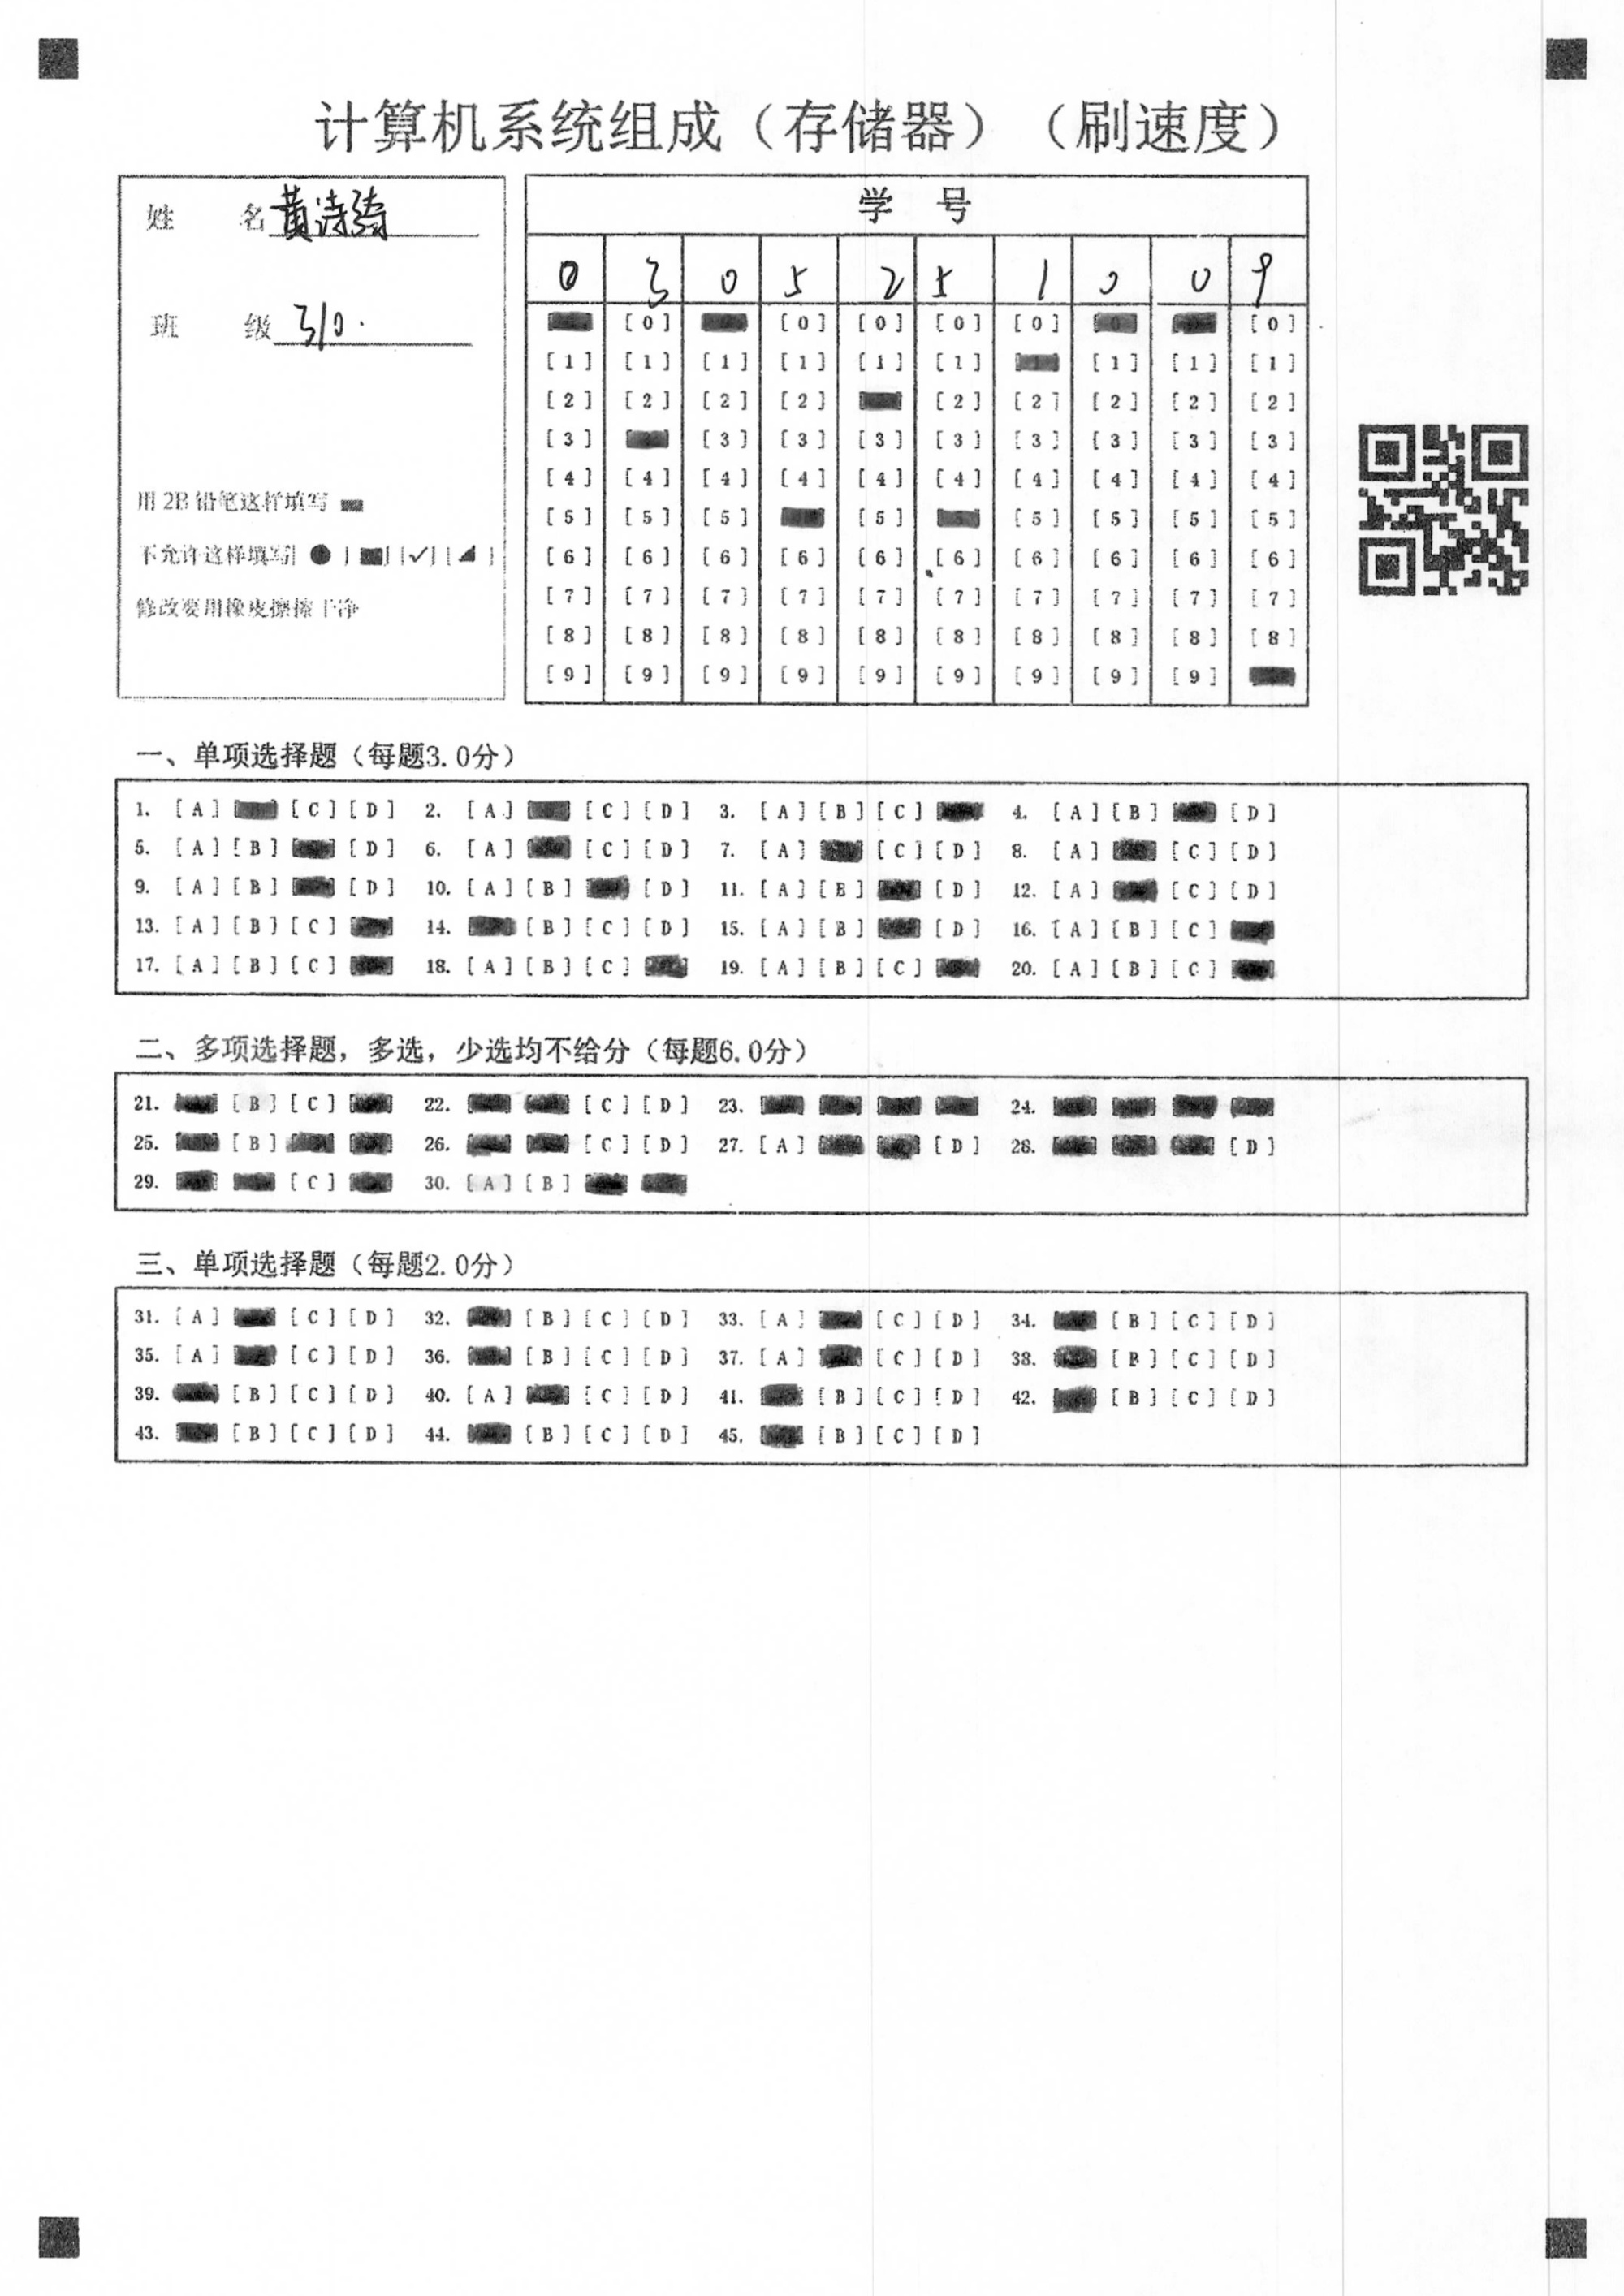 计算机系统组成（存储器）（刷速度）
姓 名 黄诗琦
班 级 310.
用2B铅笔这样填写
不允许这样填写
修改要用橡皮擦擦干净
学 号
0 3 0 5 2 5 1 0 0 9
[0] [0] [0] [0] [0] [0]
[1] [1] [1] [1] [1] [1] [1] [1] [1]
[2] [2] [2] [2] [2] [2] [2] [2] [2]
[3] [3] [3] [3] [3] [3] [3] [3] [3]
[4] [4] [4] [4] [4] [4] [4] [4] [4] [4]
[5] [5] [5] [5] [5] [5] [5] [5]
[6] [6] [6] [6] [6] [6] [6] [6] [6] [6]
[7] [7] [7] [7] [7] [7] [7] [7] [7] [7]
[8] [8] [8] [8] [8] [8] [8] [8] [8] [8]
[9] [9] [9] [9] [9] [9] [9] [9] [9]
一、单项选择题（每题3.0分）
1. [A] [C] [D] 2. [A] [C] [D] 3. [A] [B] [C] 4. [A] [B] [D]
5. [A] [B] [D] 6. [A] [C] [D] 7. [A] [C] [D] 8. [A] [C] [D]
9. [A] [B] [D] 10. [A] [B] [D] 11. [A] [B] [D] 12. [A] [C] [D]
13. [A] [B] [C] 14. [B] [C] [D] 15. [A] [B] [D] 16. [A] [B] [C]
17. [A] [B] [C] 18. [A] [B] [C] 19. [A] [B] [C] 20. [A] [B] [C]
二、多项选择题，多选，少选均不给分（每题6.0分）
21. [B] [C] 22. [C] [D] 23. 24.
25. [B] 26. [C] [D] 27. [A] [D] 28. [D]
29. [C] 30. [A] [B]
三、单项选择题（每题2.0分）
31. [A] [C] [D] 32. [B] [C] [D] 33. [A] [C] [D] 34. [B] [C] [D]
35. [A] [C] [D] 36. [B] [C] [D] 37. [A] [C] [D] 38. [B] [C] [D]
39. [B] [C] [D] 40. [A] [C] [D] 41. [B] [C] [D] 42. [B] [C] [D]
43. [B] [C] [D] 44. [B] [C] [D] 45. [B] [C] [D]